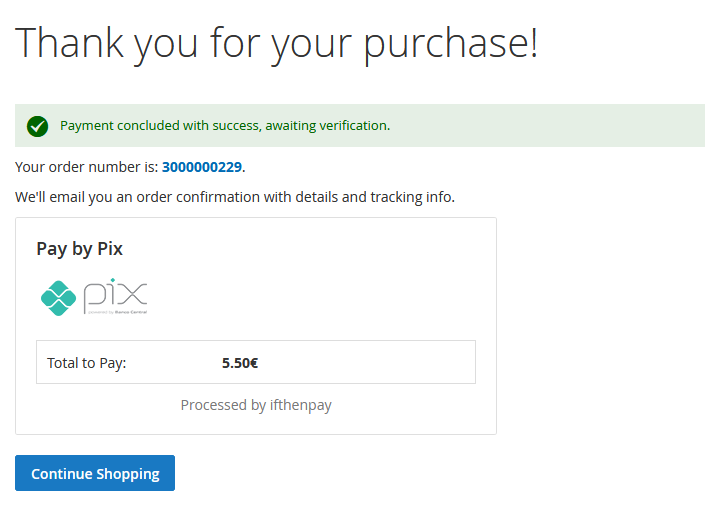 Thank you for your purchase!
Payment concluded with success, awaiting verification.
Your order number is: 3000000229.
We'll email you an order confirmation with details and tracking info.
Pay by Pix
pix
powered by Banco Central
Total to Pay: 5.50€
Processed by ifthenpay
Continue Shopping